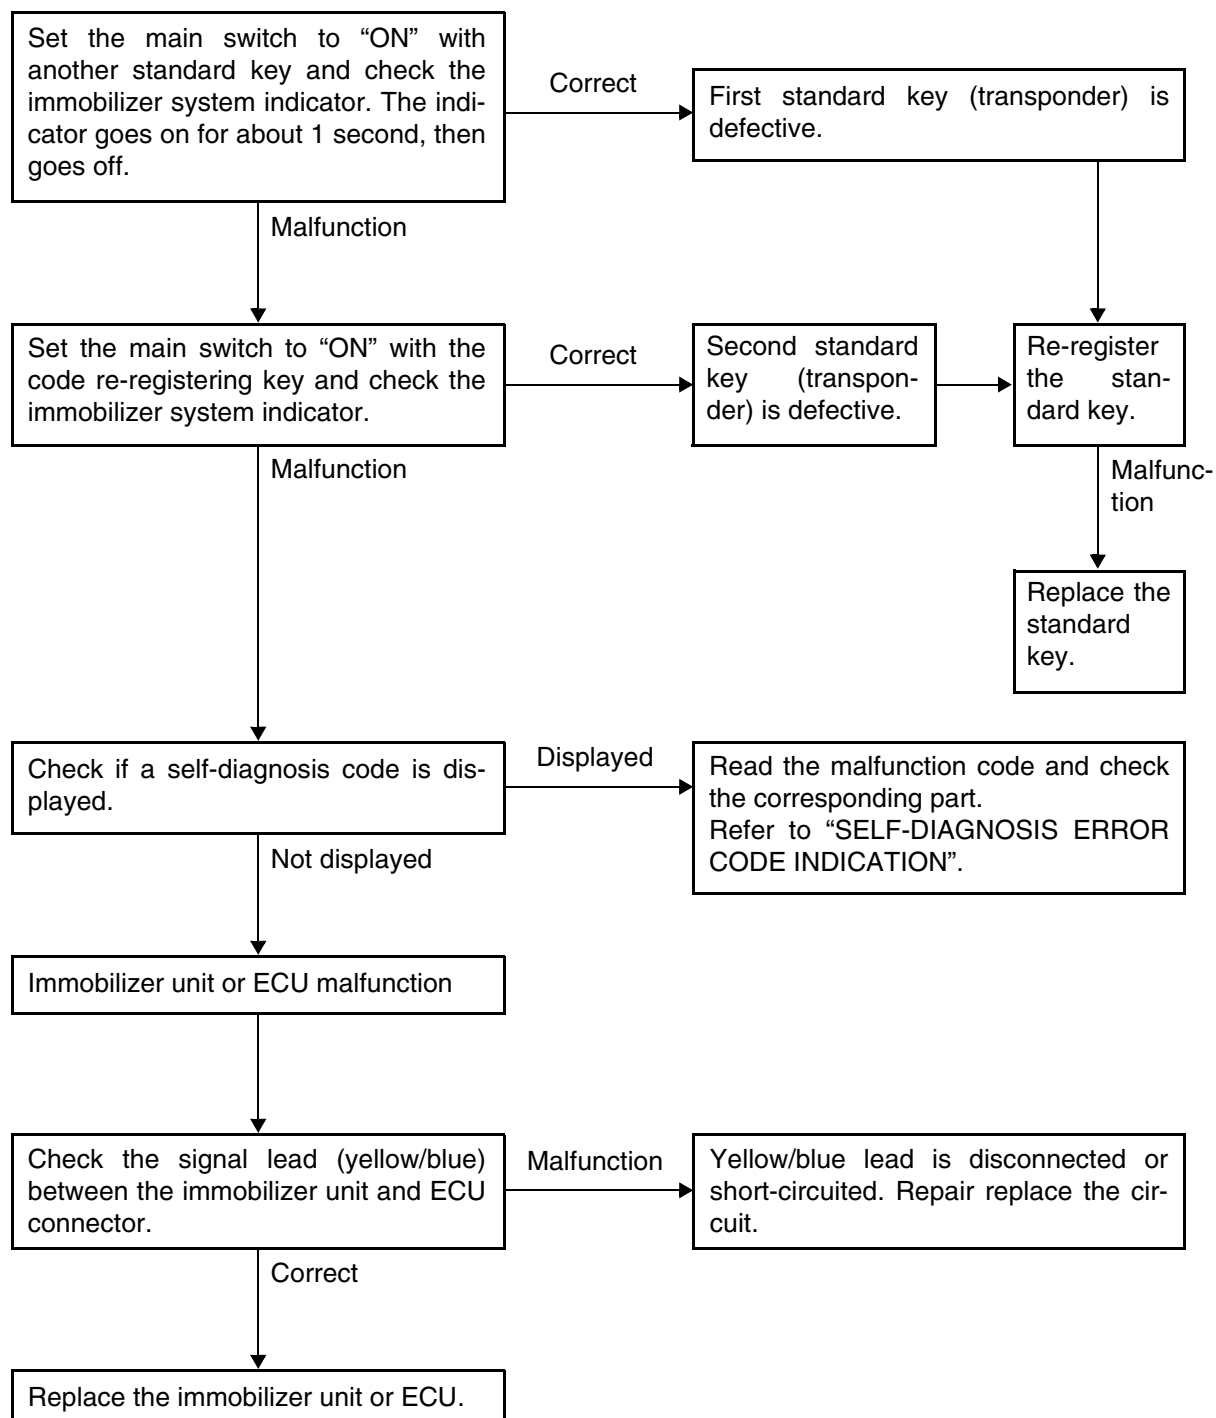 Set the main switch to “ON” with
another standard key and check the
immobilizer system indicator. The indi-
cator goes on for about 1 second, then
goes off.
Correct
First standard key (transponder) is
defective.
Malfunction
Set the main switch to “ON” with the
code re-registering key and check the
immobilizer system indicator.
Correct
Second standard
key (transpon-
der) is defective.
Re-register
the stan-
dard key.
Malfunction
Malfunc-
tion
Replace the
standard
key.
Check if a self-diagnosis code is dis-
played.
Displayed
Read the malfunction code and check
the corresponding part.
Refer to “SELF-DIAGNOSIS ERROR
CODE INDICATION”.
Not displayed
Immobilizer unit or ECU malfunction
Check the signal lead (yellow/blue)
between the immobilizer unit and ECU
connector.
Malfunction
Yellow/blue lead is disconnected or
short-circuited. Repair replace the cir-
cuit.
Correct
Replace the immobilizer unit or ECU.